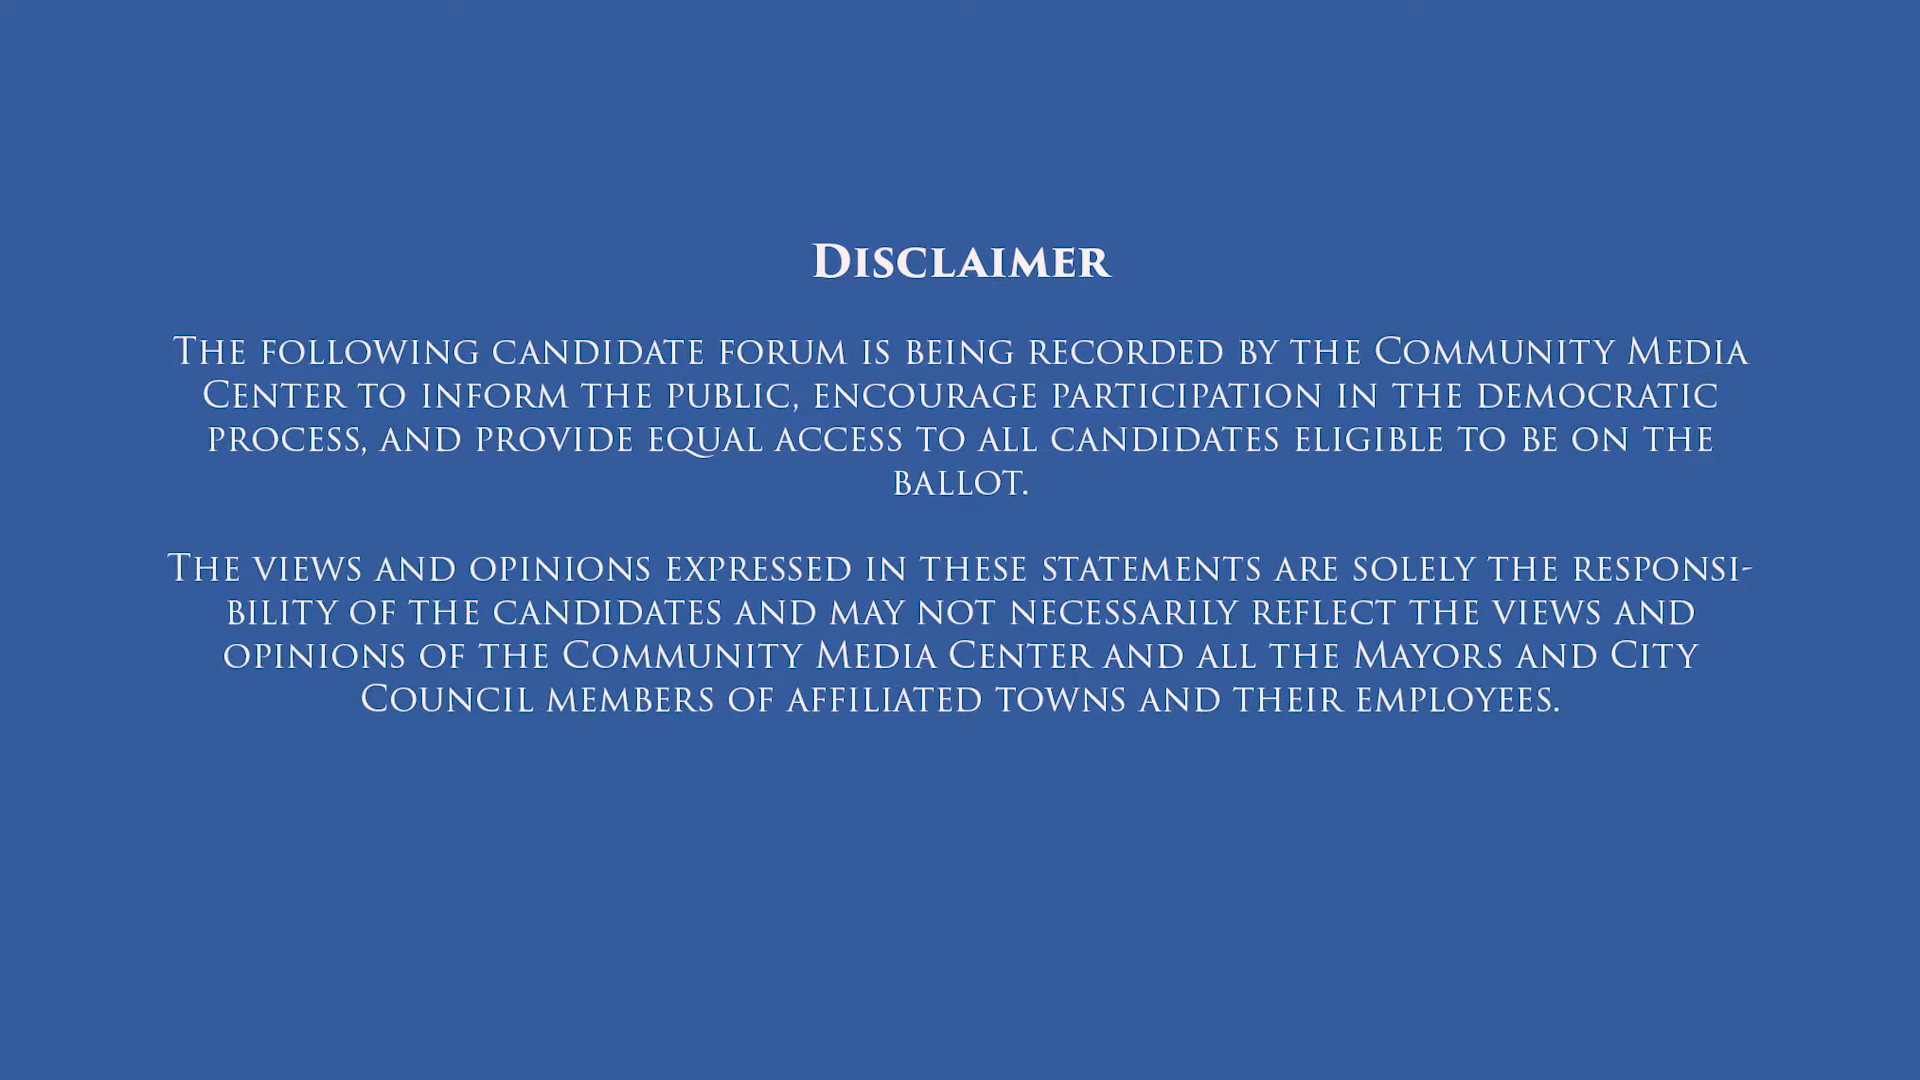 Disclaimer
The following candidate forum is being recorded by the Community Media
Center to inform the public, encourage participation in the democratic
process, and provide equal access to all candidates eligible to be on the
ballot.
The views and opinions expressed in these statements are solely the responsi-
bility of the candidates and may not necessarily reflect the views and
opinions of the Community Media Center and all the Mayors and City
Council members of affiliated towns and their employees.